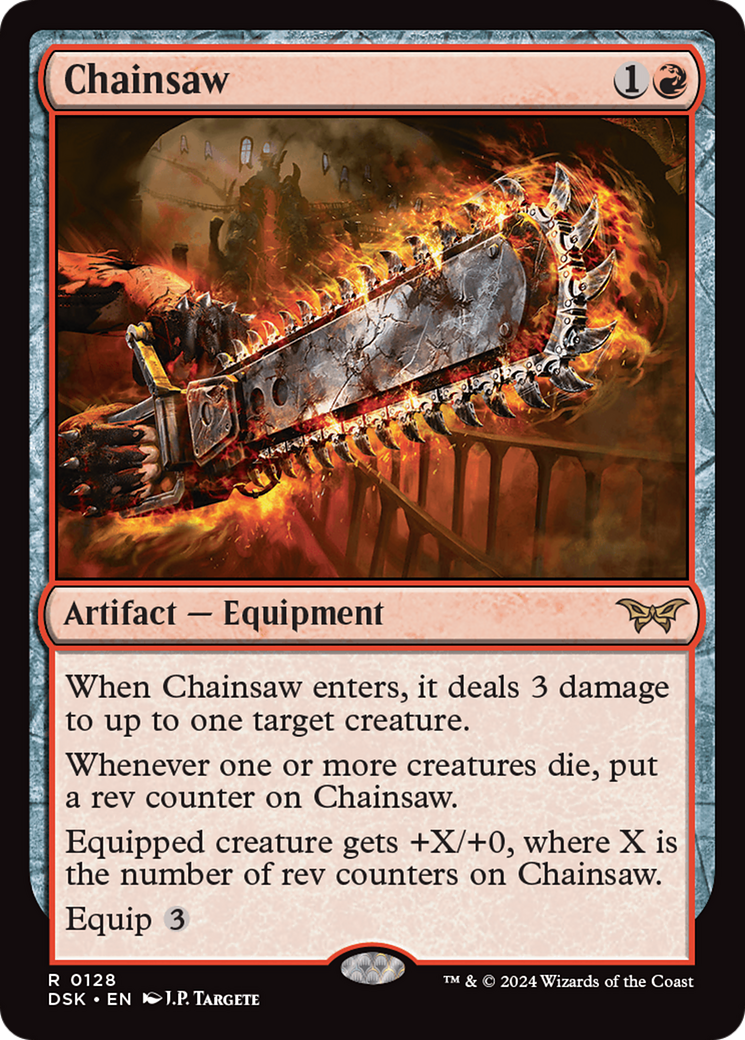 Chainsaw 1
Artifact — Equipment
When Chainsaw enters, it deals 3 damage
to up to one target creature.
Whenever one or more creatures die, put
a rev counter on Chainsaw.
Equipped creature gets +X/+0, where X is
the number of rev counters on Chainsaw.
Equip 3
R 0128
DSK • EN J.P. Targete
™ & © 2024 Wizards of the Coast